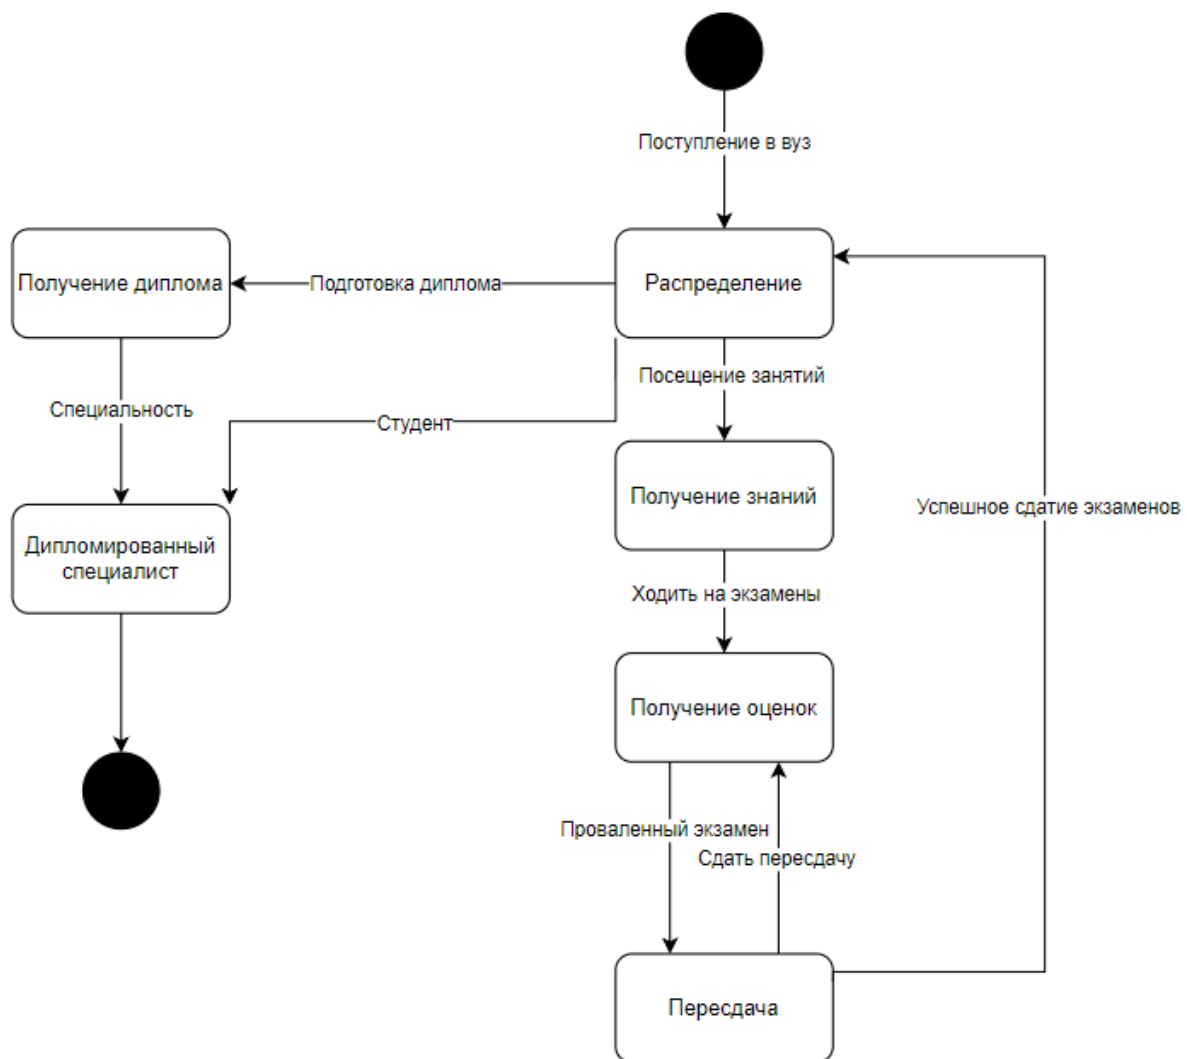 Поступление в вуз
Получение диплома
Подготовка диплома
Распределение
Посещение занятий
Специальность
Студент
Получение знаний
Успешное сдатие экзаменов
Дипломированный
специалист
Ходить на экзамены
Получение оценок
Проваленный экзамен
Сдать пересдачу
Пересдача